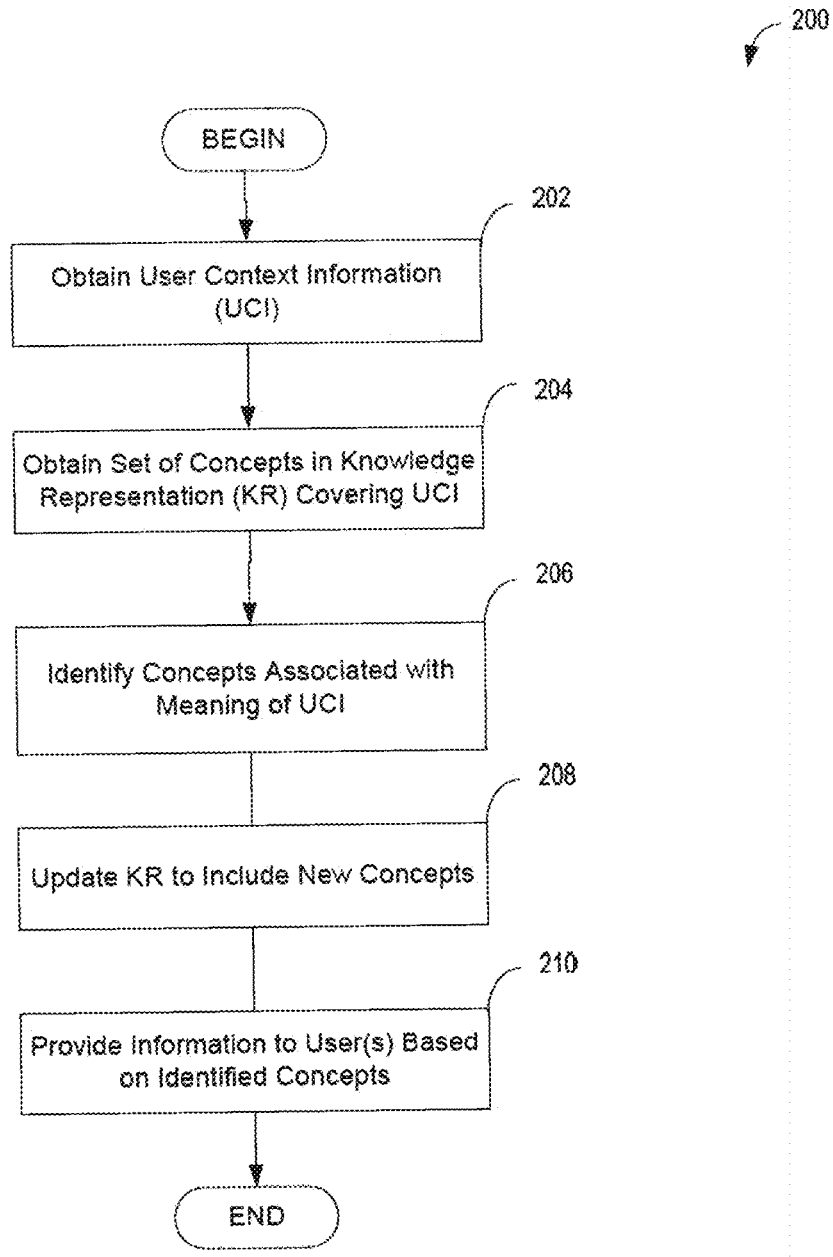 200
BEGIN
202
Obtain User Context Information
(UCI)
204
Obtain Set of Concepts in Knowledge
Representation (KR) Covering UCI
206
Identify Concepts Associated with
Meaning of UCI
208
Update KR to Include New Concepts
210
Provide Information to User(s) Based
on Identified Concepts
END